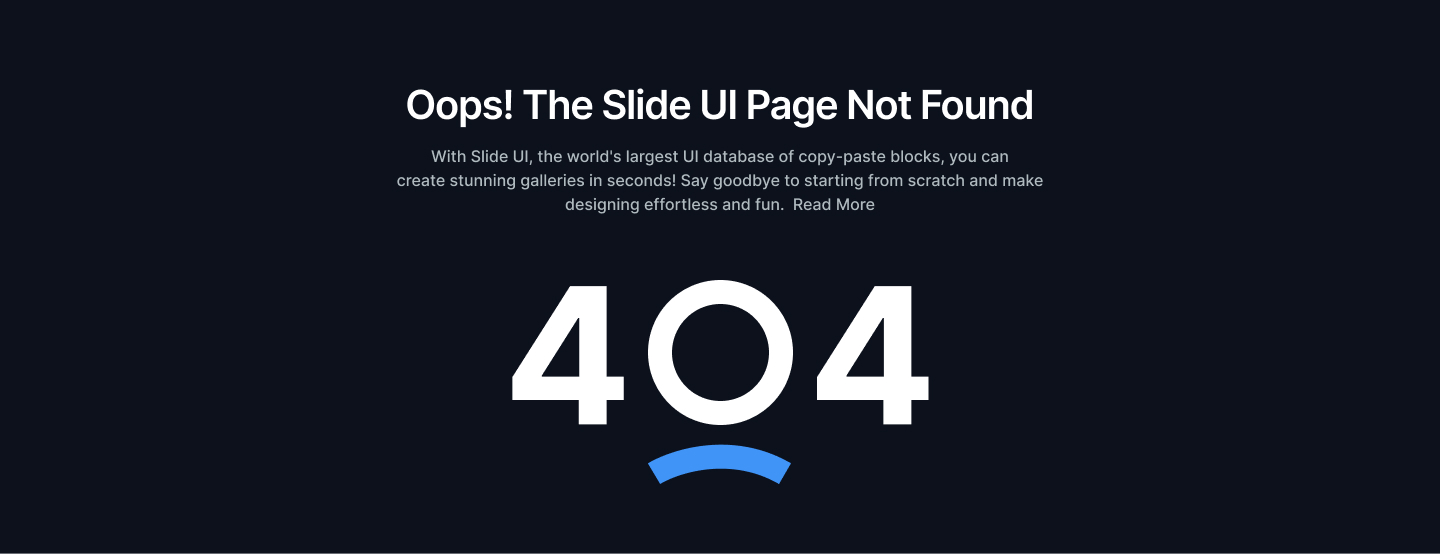 Oops! The Slide UI Page Not Found
With Slide UI, the world's largest UI database of copy-paste blocks, you can
create stunning galleries in seconds! Say goodbye to starting from scratch and make
designing effortless and fun.  Read More
404